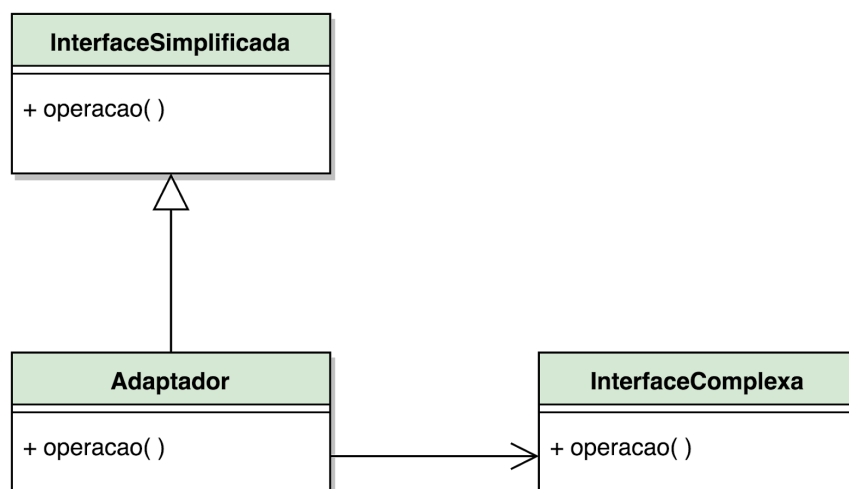 InterfaceSimplificada
+ operacao( )
Adaptador
+ operacao( )
InterfaceComplexa
+ operacao( )